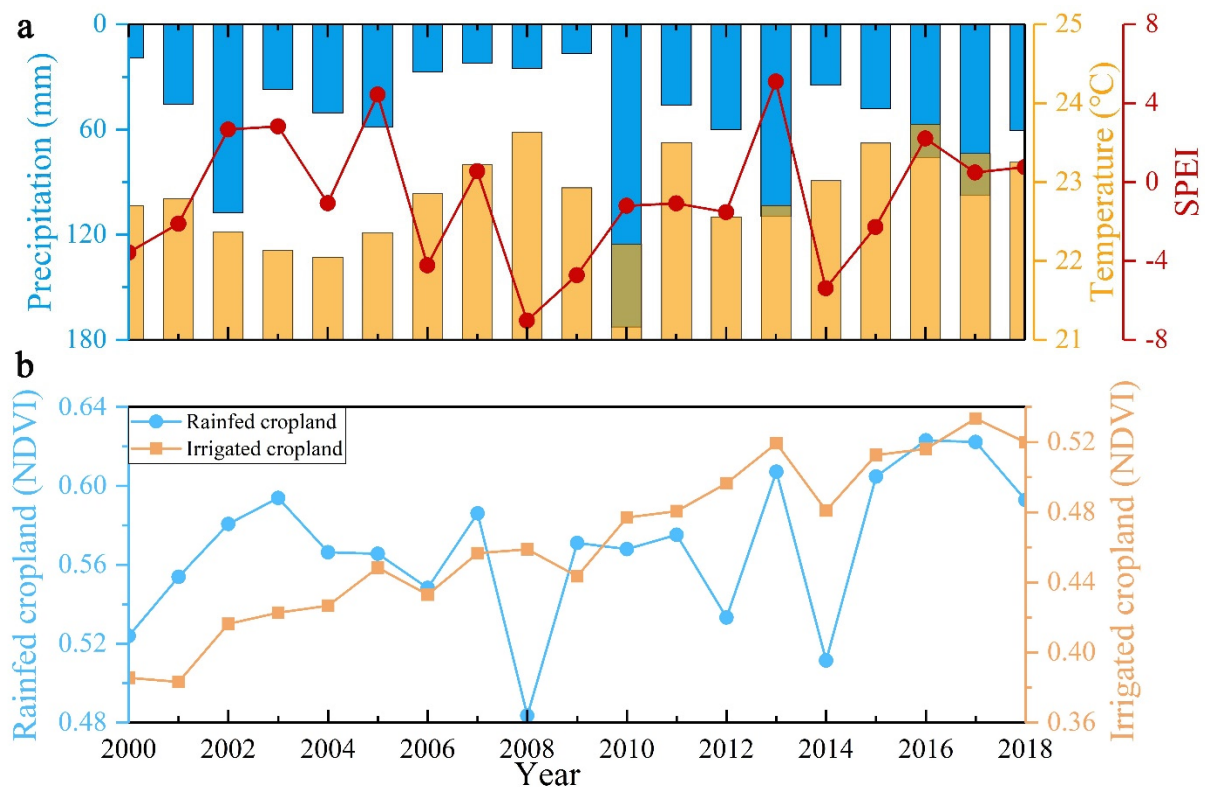 a
Precipitation (mm)
0
60
120
180
Temperature (°C)
25
24
23
22
21
SPEI
8
4
0
-4
-8
b
Rainfed cropland (NDVI)
0.64
0.60
0.56
0.52
0.48
Rainfed cropland
Irrigated cropland
Irrigated cropland (NDVI)
0.52
0.48
0.44
0.40
0.36
2000 2002 2004 2006 2008 2010 2012 2014 2016 2018
Year